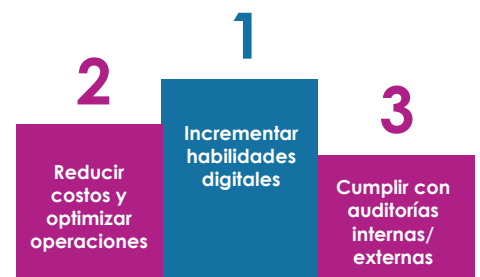 1
Incrementar
habilidades
digitales
2
Reducir
costos y
optimizar
operaciones
3
Cumplir con
auditorías
internas/
externas